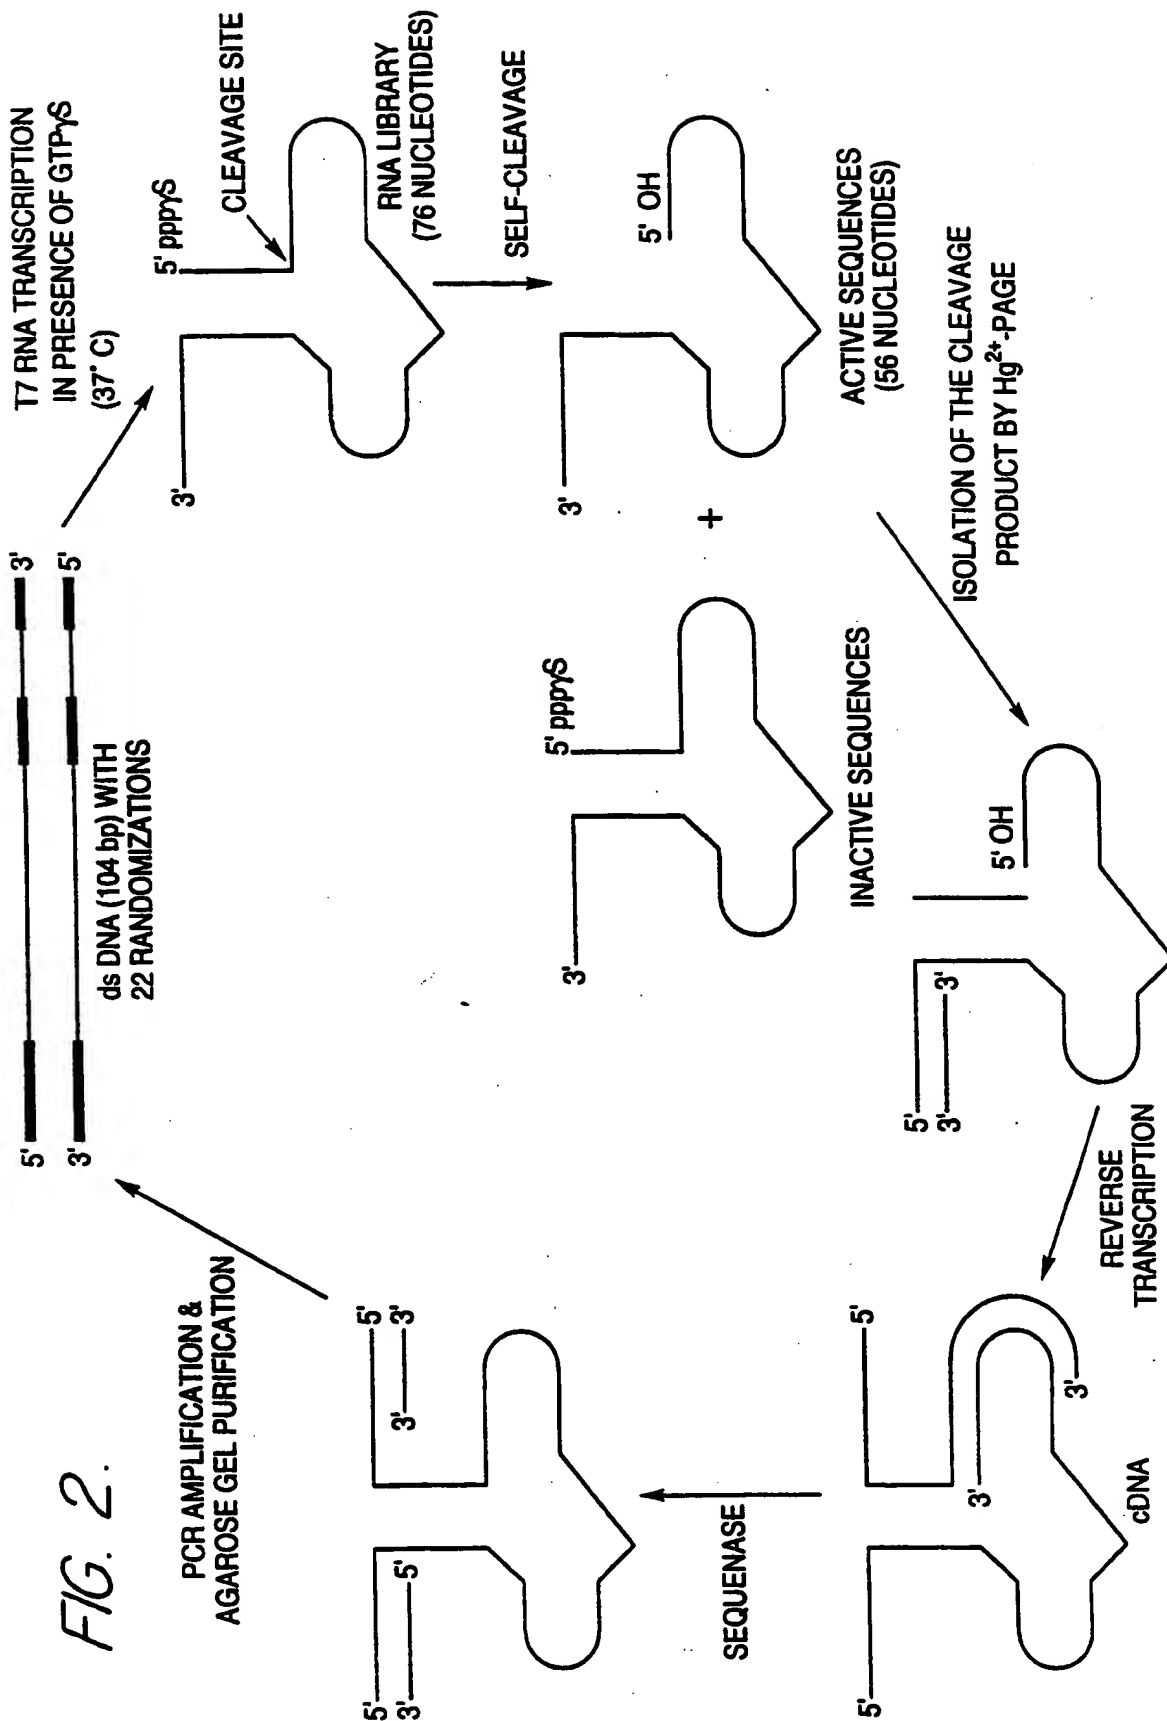 FIG. 2.
5'
3'
3'
5'
ds DNA (104 bp) WITH
22 RANDOMIZATIONS
T7 RNA TRANSCRIPTION
IN PRESENCE OF GTPγS
(37° C)
3'
5' pppγS
CLEAVAGE SITE
RNA LIBRARY
(76 NUCLEOTIDES)
SELF-CLEAVAGE
3'
5' pppγS
INACTIVE SEQUENCES
+
3'
5' OH
ACTIVE SEQUENCES
(56 NUCLEOTIDES)
ISOLATION OF THE CLEAVAGE
PRODUCT BY Hg2+-PAGE
5'
3'
3'
5' OH
REVERSE
TRANSCRIPTION
5'
5'
3'
3'
cDNA
SEQUENASE
5'
3'
5'
5'
3'
3'
PCR AMPLIFICATION &
AGAROSE GEL PURIFICATION